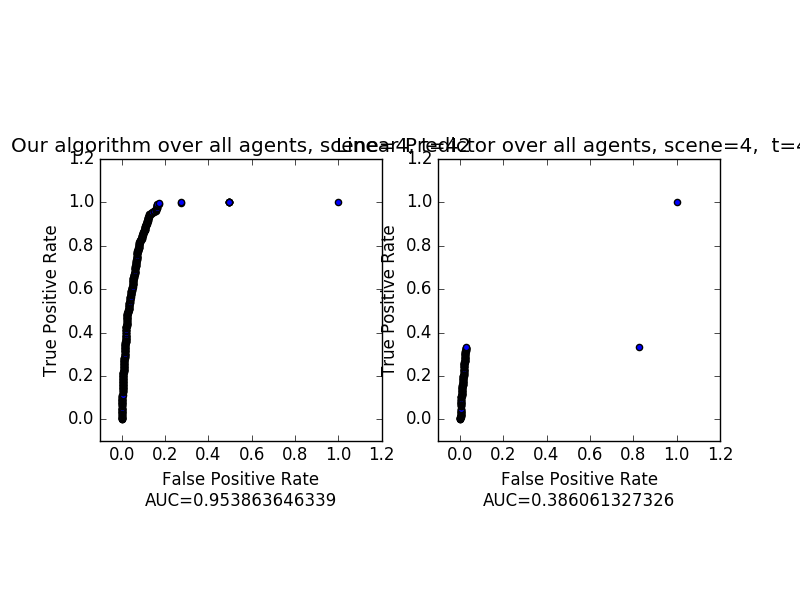 Our algorithm over all agents, scene=4, t=42
Linear Predictor over all agents, scene=4, t=4
1.2
1.0
0.8
0.6
0.4
0.2
0.0
True Positive Rate
0.0 0.2 0.4 0.6 0.8 1.0 1.2
False Positive Rate
AUC=0.953863646339
1.2
1.0
0.8
0.6
0.4
0.2
0.0
True Positive Rate
0.0 0.2 0.4 0.6 0.8 1.0 1.2
False Positive Rate
AUC=0.386061327326